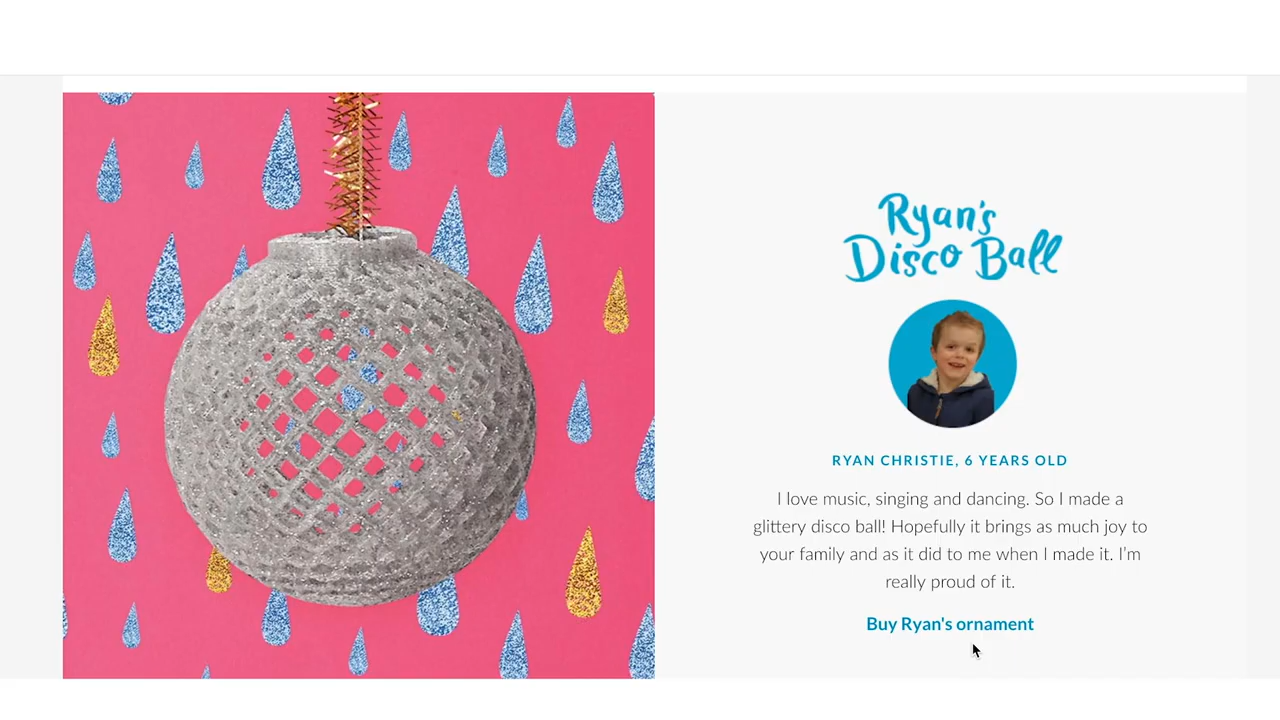 Ryan's
Disco Ball
RYAN CHRISTIE, 6 YEARS OLD
I love music, singing and dancing. So I made a
glittery disco ball! Hopefully it brings as much joy to
your family and as it did to me when I made it. I'm
really proud of it.
Buy Ryan's ornament